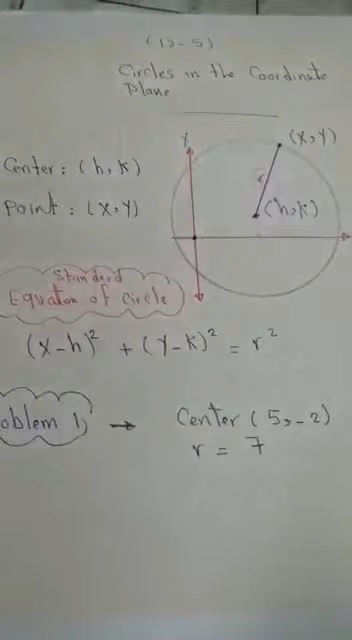 (10-5)
Circles in the Coordinate
Plane
Y
(X,Y)
r
(h,k)
Center: (h,k)
Point: (X,Y)
Standard
Equation of circle
(X-h)² + (Y-k)² = r²
oblem 1 → Center (5,-2)
r = 7